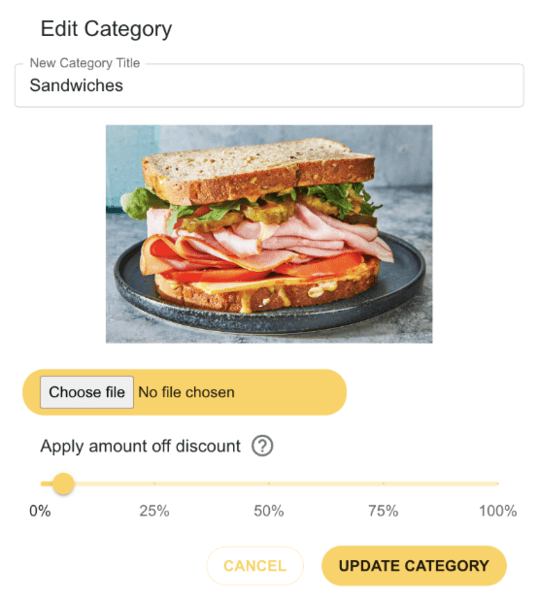 Edit Category
New Category Title
Sandwiches
Choose file No file chosen
Apply amount off discount ?
0% 25% 50% 75% 100%
CANCEL UPDATE CATEGORY